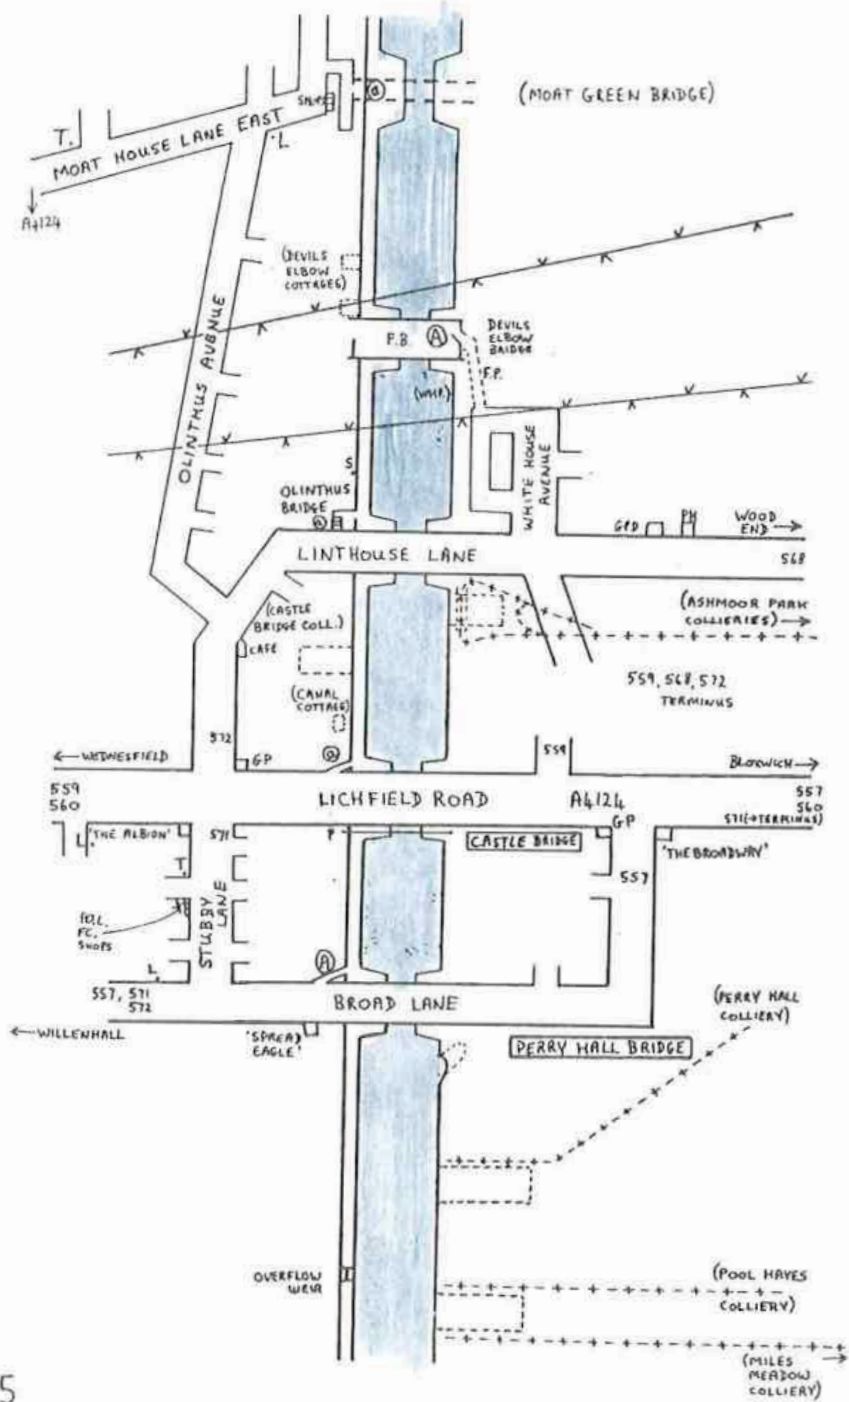 (MOAT GREEN BRIDGE)
SHOPS
@
T.
MOAT HOUSE LANE EAST
'L
A4124
(DEVILS
ELBOW
COTTAGES)
OLINTHUS AVENUE
F.B. A
DEVILS
ELBOW
BRIDGE
F.P.
S
OLINTHUS
BRIDGE
@
WHITE HOUSE
AVENUE
GPO
PH
WOOD
END
LINTHOUSE LANE
568
(CASTLE
BRIDGE COLL.)
CAFE
(ASHMOOR PARK
COLLIERIES)
(CANAL
COTTAGE)
559, 568, 572
TERMINUS
572
GP
@
559
WEDNESFIELD
BLOXWICH
559
560
LICHFIELD ROAD
A4124
557
560
571(→TERMINUS)
L
'THE ALBION'
571
P
CASTLE BRIDGE
GP
'THE BROADWAY'
T.
557
STUBBY
LANE
FC.
SHOPS
L
A
557, 571
572
BROAD LANE
(PERRY HALL
COLLIERY)
WILLENHALL
'SPREAD
EAGLE'
PERRY HALL BRIDGE
OVERFLOW
WEIR
(POOL HAYES
COLLIERY)
(MILES
MEADOW
COLLIERY)
5